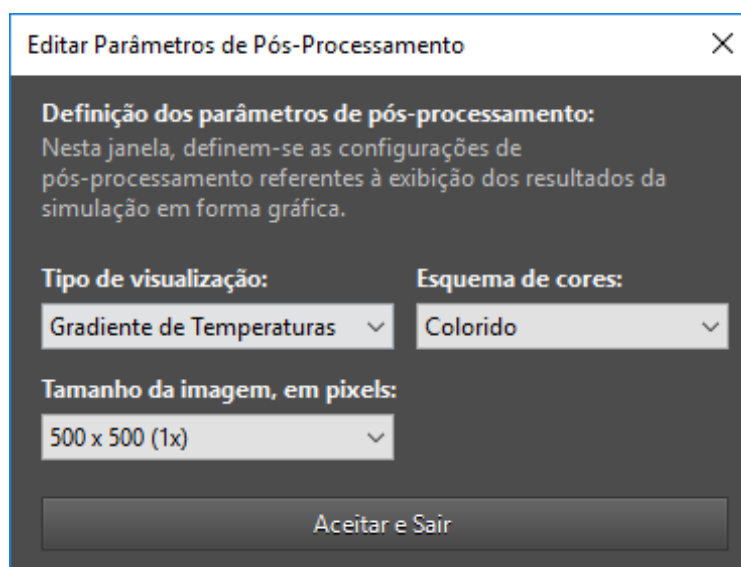 Editar Parâmetros de Pós-Processamento
Definição dos parâmetros de pós-processamento:
Nesta janela, definem-se as configurações de
pós-processamento referentes à exibição dos resultados da
simulação em forma gráfica.
Tipo de visualização:
Esquema de cores:
Gradiente de Temperaturas
Colorido
Tamanho da imagem, em pixels:
500 x 500 (1x)
Aceitar e Sair